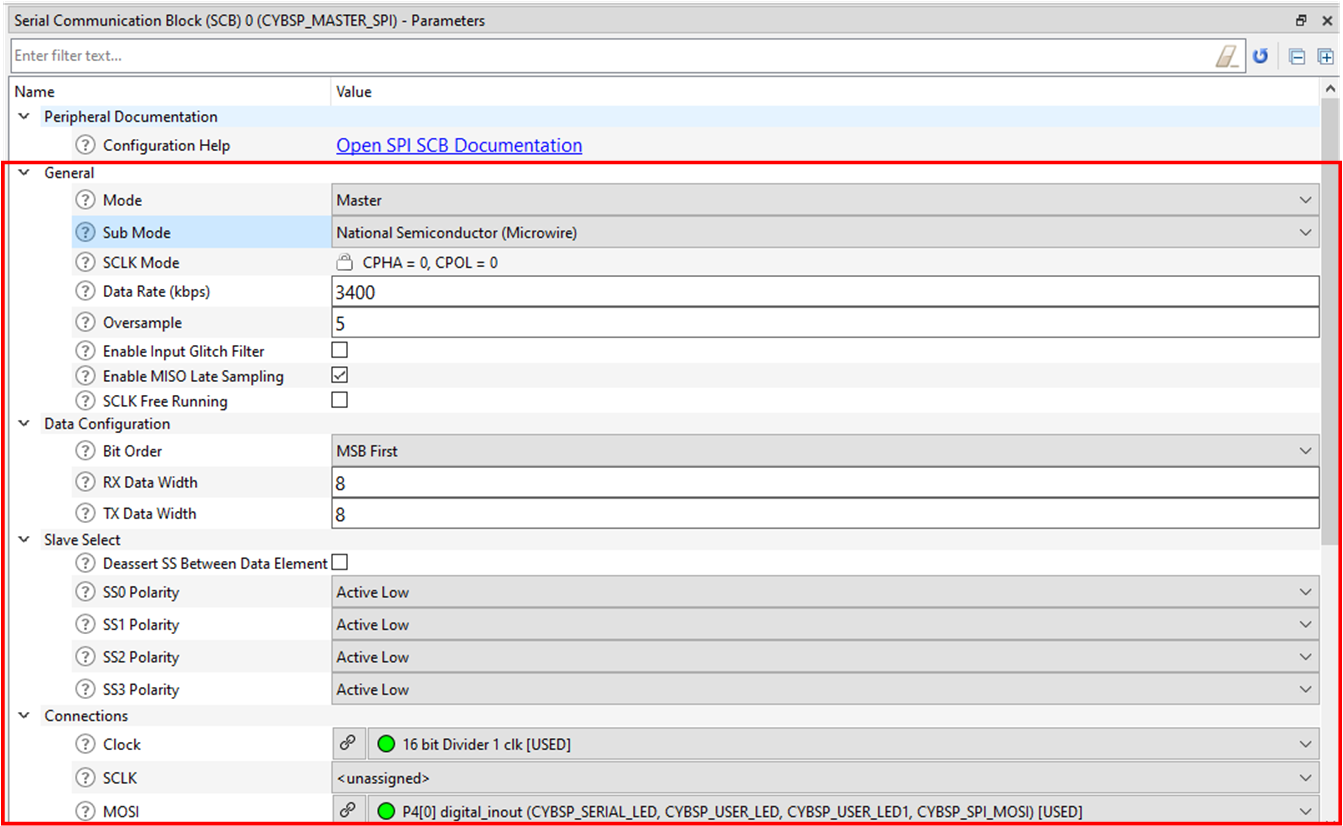 Serial Communication Block (SCB) 0 (CYBSP_MASTER_SPI) - Parameters
Enter filter text...
Name Value
Peripheral Documentation
? Configuration Help Open SPI SCB Documentation
General
? Mode Master
? Sub Mode National Semiconductor (Microwire)
? SCLK Mode CPHA = 0, CPOL = 0
? Data Rate (kbps) 3400
? Oversample 5
? Enable Input Glitch Filter
? Enable MISO Late Sampling
? SCLK Free Running
Data Configuration
? Bit Order MSB First
? RX Data Width 8
? TX Data Width 8
Slave Select
? Deassert SS Between Data Element
? SS0 Polarity Active Low
? SS1 Polarity Active Low
? SS2 Polarity Active Low
? SS3 Polarity Active Low
Connections
? Clock 16 bit Divider 1 clk [USED]
? SCLK <unassigned>
? MOSI P4[0] digital_inout (CYBSP_SERIAL_LED, CYBSP_USER_LED, CYBSP_USER_LED1, CYBSP_SPI_MOSI) [USED]